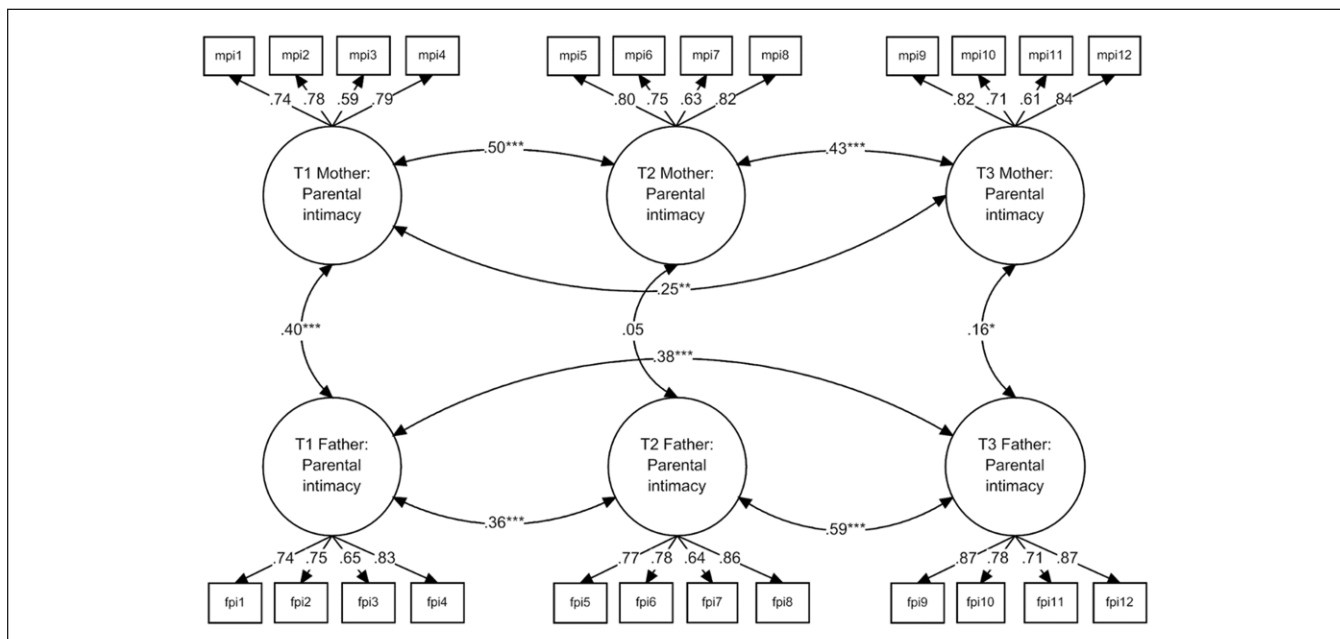 mpi1 mpi2 mpi3 mpi4 mpi5 mpi6 mpi7 mpi8 mpi9 mpi10 mpi11 mpi12
.74 .78 .59 .79 .80 .75 .63 .82 .82 .71 .61 .84
.50*** .43***
T1 Mother: T2 Mother: T3 Mother:
Parental Parental Parental
intimacy intimacy intimacy
.25**
.40*** .05 .16*
.38***
T1 Father: T2 Father: T3 Father:
Parental Parental Parental
intimacy intimacy intimacy
.36*** .59***
.74 .75 .65 .83 .77 .78 .64 .86 .87 .78 .71 .87
fpi1 fpi2 fpi3 fpi4 fpi5 fpi6 fpi7 fpi8 fpi9 fpi10 fpi11 fpi12